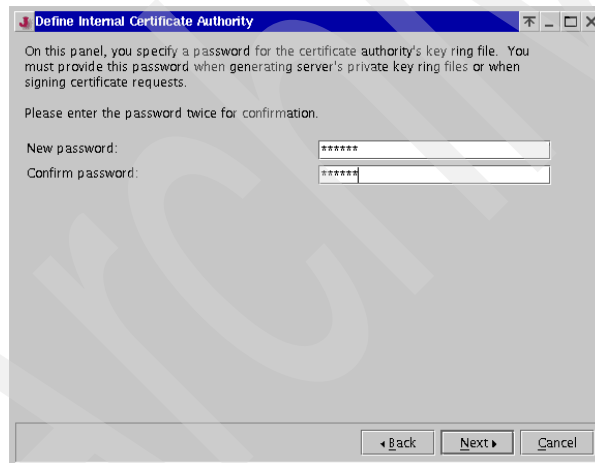 Define Internal Certificate Authority
On this panel, you specify a password for the certificate authority's key ring file. You
must provide this password when generating server's private key ring files or when
signing certificate requests.
Please enter the password twice for confirmation.
New password: ******
Confirm password: ******
Back Next Cancel